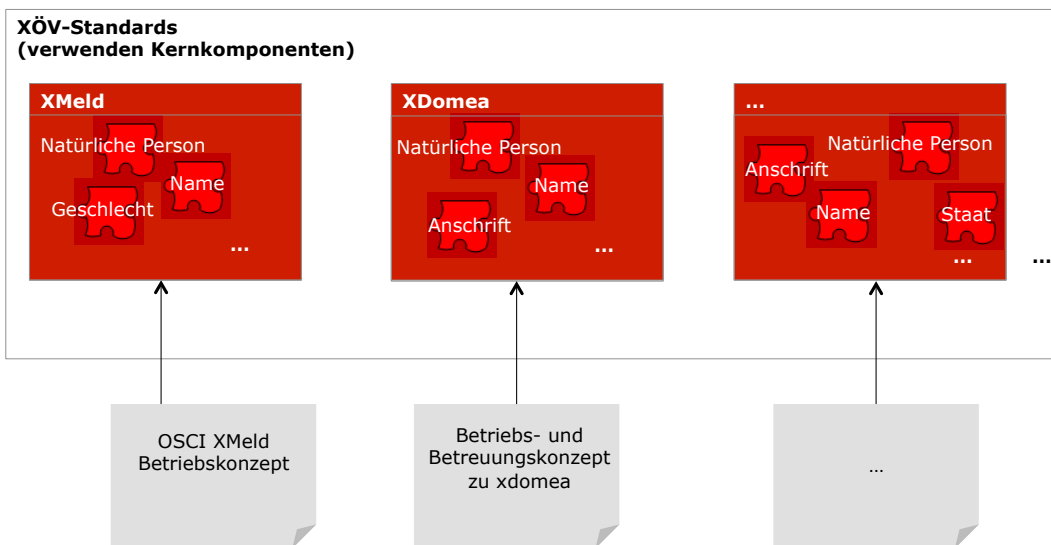 XÖV-Standards
(verwenden Kernkomponenten)
XMeld
Natürliche Person
Name
Geschlecht
...
XDomea
Natürliche Person
Name
Anschrift
...
...
Natürliche Person
Anschrift
Name
Staat
...
...
OSCI XMeld
Betriebskonzept
Betriebs- und
Betreuungskonzept
zu xdomea
...